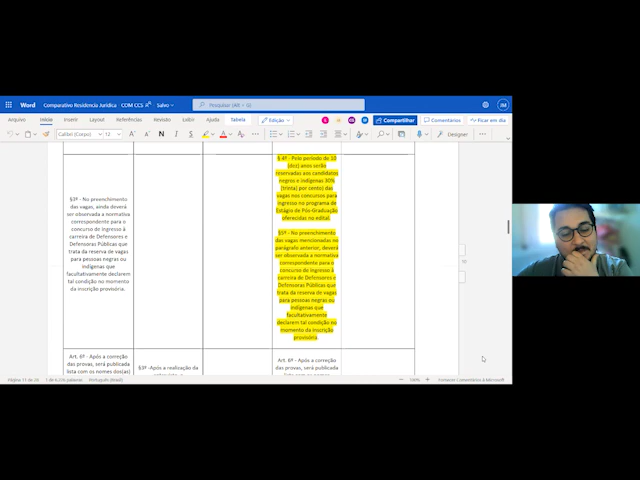 Word
Comparativo Residencia Juridica
COM CCS
Salvo
Pesquisar (Alt + G)
Arquivo
Início
Inserir
Layout
Referências
Revisão
Exibir
Ajuda
Tabela
Edição
Compartilhar
Comentários
Ficar em dia
Calibri (Corpo)
12
Designer
§3º - No preenchimento
das vagas, ainda deverá
ser observada a normativa
correspondente para o
concurso de ingresso à
carreira de Defensores e
Defensoras Públicas que
trata da reserva de vagas
para pessoas negras ou
indígenas que
facultativamente declarem
tal condição no momento
da inscrição provisória.
Art. 6º - Após a correção
das provas, será publicada
lista com os nomes dos(as)
§3º -Após a realização da
§ 4º - Pelo período de 10
(dez) anos serão
reservadas aos candidatos
negros e indígenas 30%
(trinta) por cento) das
vagas nos concursos para
ingresso no programa de
Estágio de Pós-Graduação
oferecidas no edital.
§5º - No preenchimento
das vagas mencionadas no
parágrafo anterior, deverá
ser observada a normativa
correspondente para o
concurso de ingresso à
carreira de Defensores e
Defensoras Públicas que
trata da reserva de vagas
para pessoas negras ou
indígenas que
facultativamente
declarem tal condição no
momento da inscrição
provisória.
Art. 6º - Após a correção
das provas, será publicada
Português (Brasil)
100%
Fornecer Comentários à Microsoft